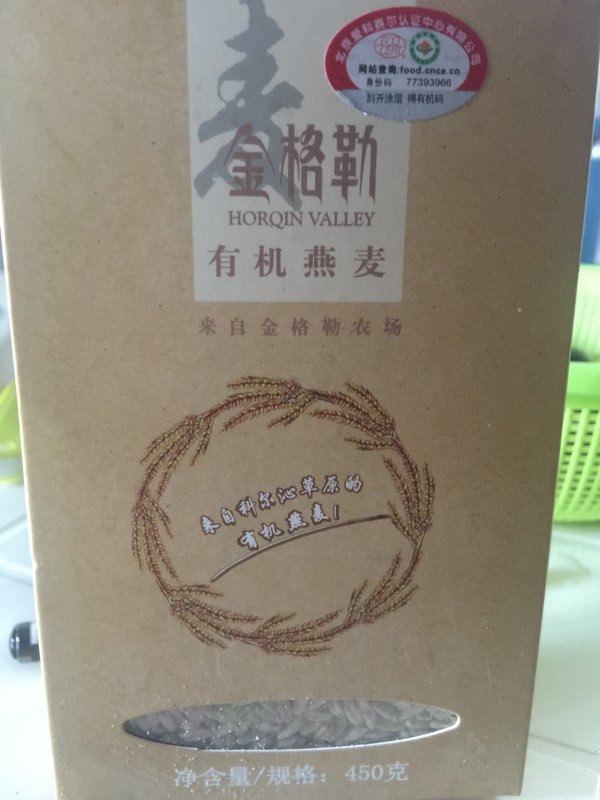 北京爱科赛尔认证中心有限公司
ECO
CERT
网站查询:food.cnca.cn
身份码 77393966
刮开涂层 得有机码
麦
金格勒
HORQIN VALLEY
有机燕麦
来自金格勒农场
来自科尔沁草原的
有机燕麦!
净含量/规格：450克